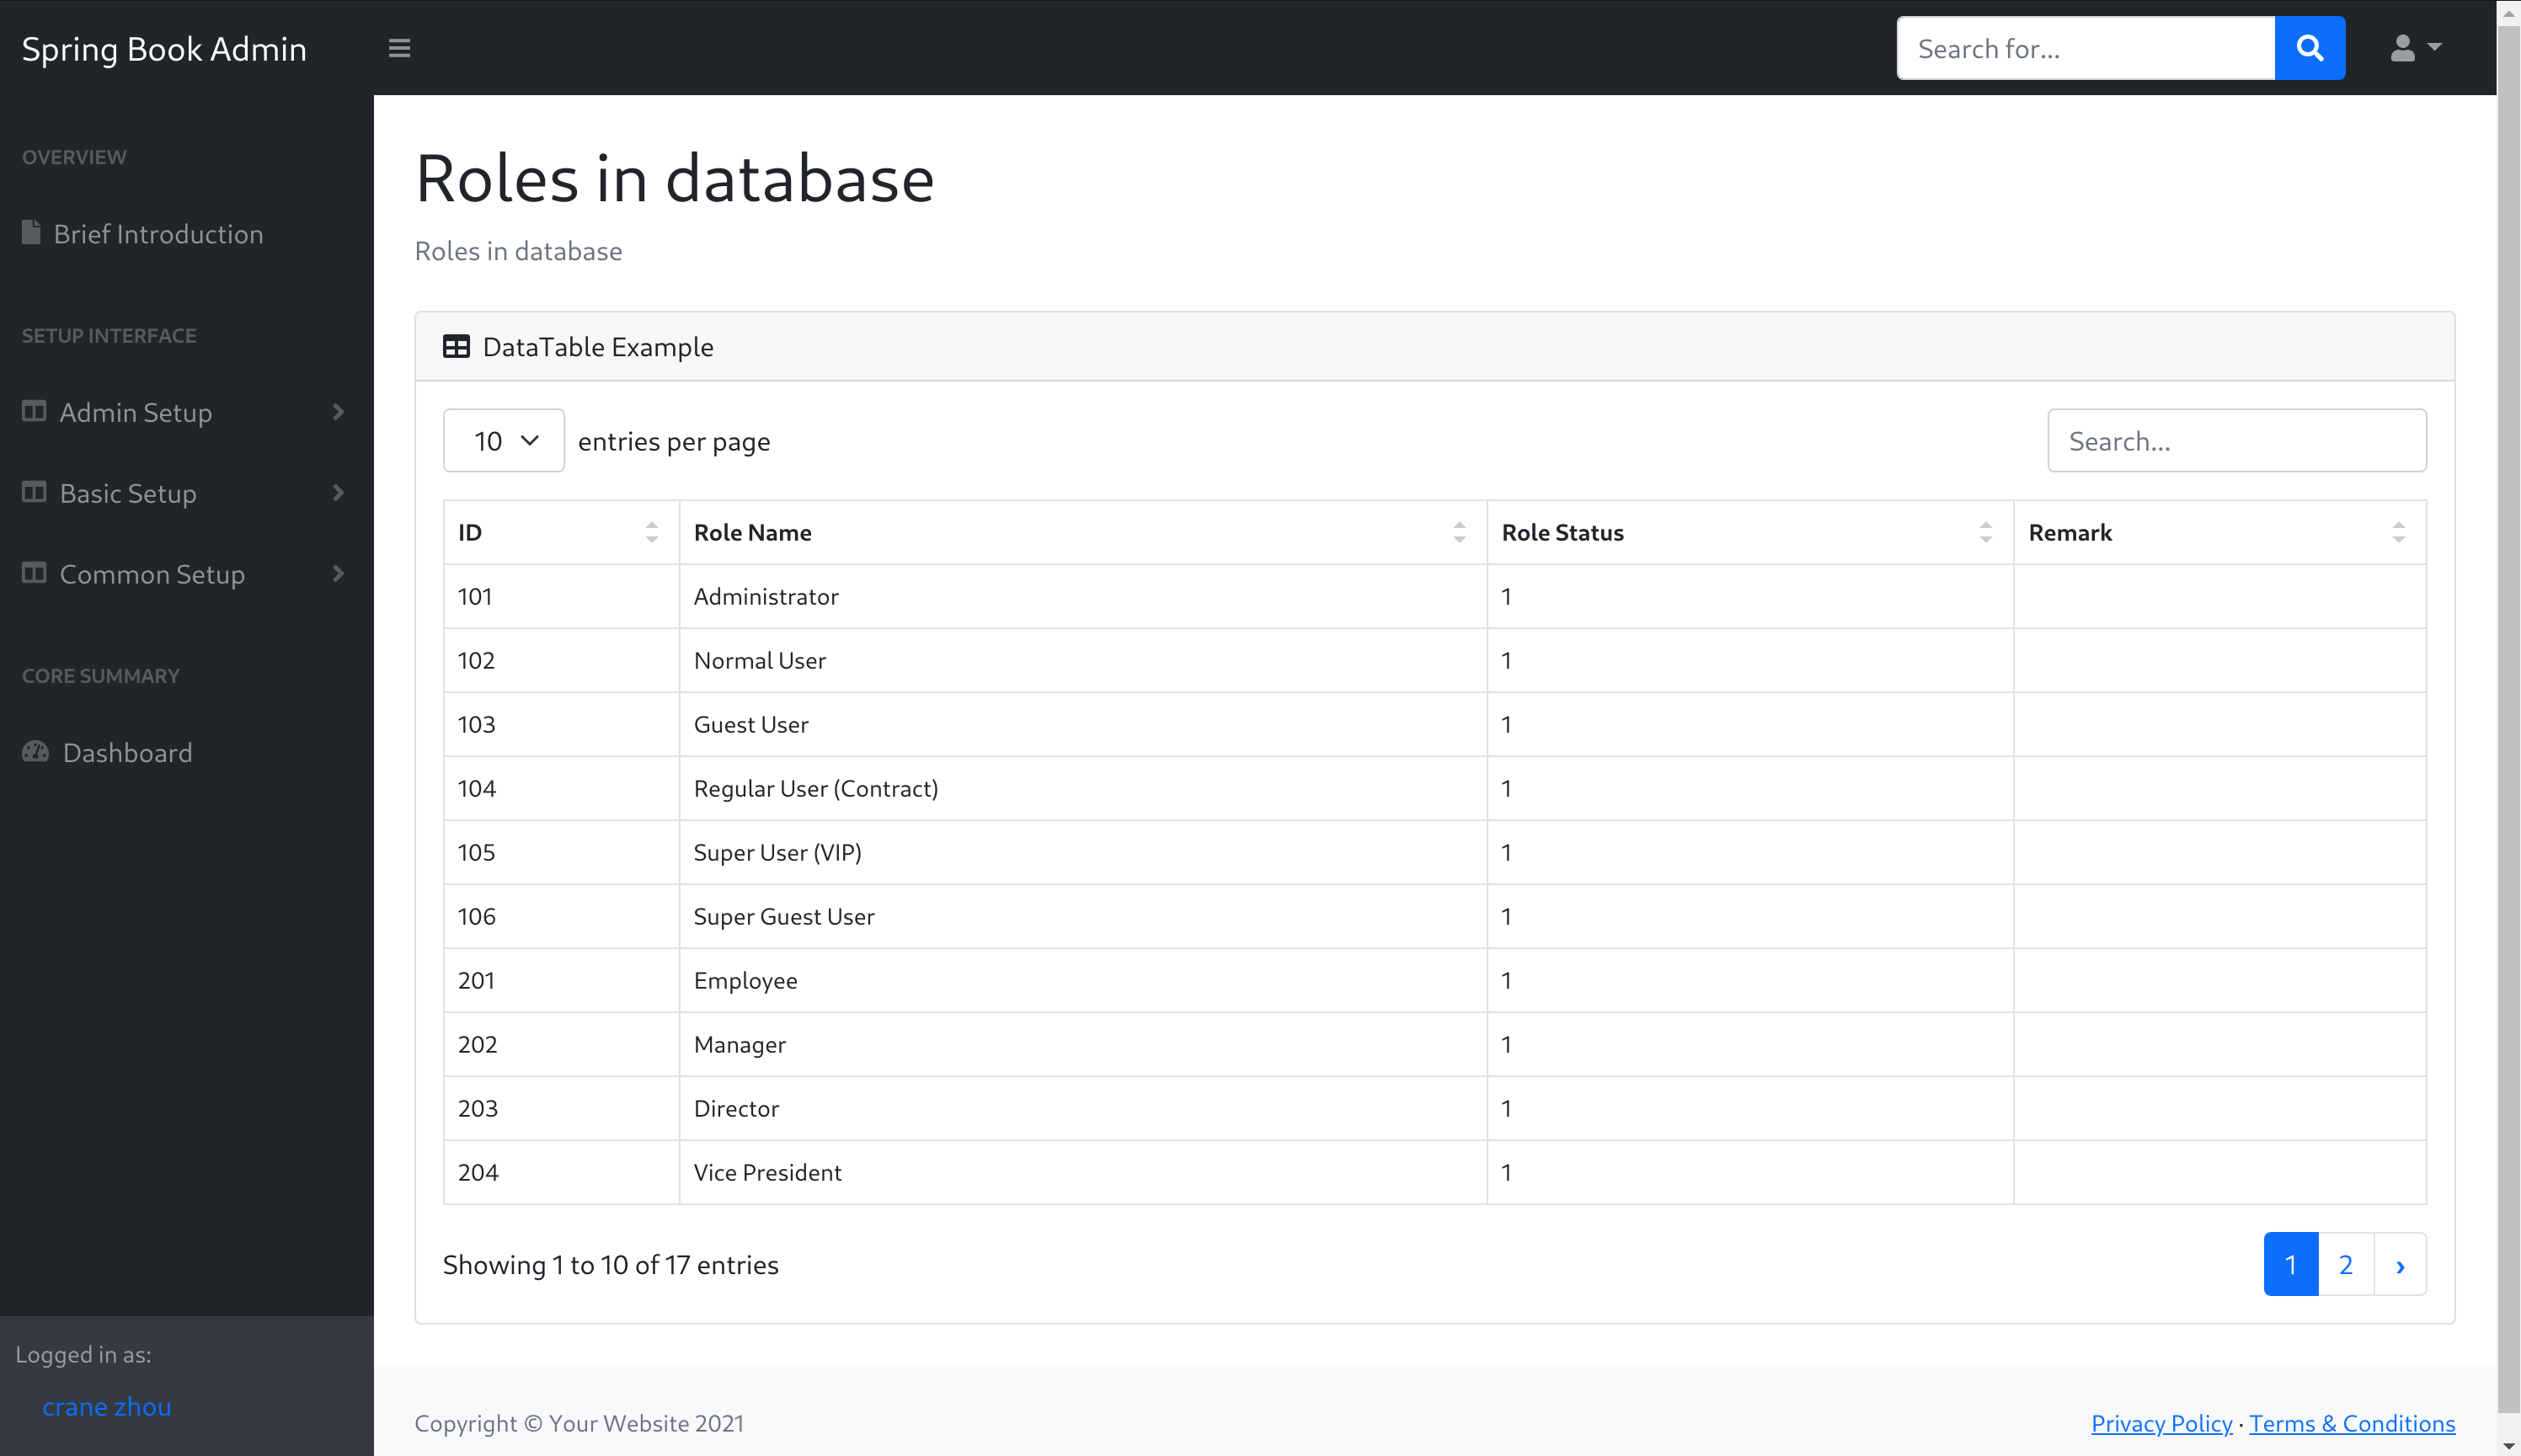 Spring Book Admin
Search for...
OVERVIEW
Brief Introduction
SETUP INTERFACE
Admin Setup
Basic Setup
Common Setup
CORE SUMMARY
Dashboard
Logged in as:
crane zhou
Roles in database
Roles in database
DataTable Example
10 entries per page
Search...
ID Role Name Role Status Remark
101 Administrator 1
102 Normal User 1
103 Guest User 1
104 Regular User (Contract) 1
105 Super User (VIP) 1
106 Super Guest User 1
201 Employee 1
202 Manager 1
203 Director 1
204 Vice President 1
Showing 1 to 10 of 17 entries
1 2 ›
Copyright © Your Website 2021
Privacy Policy · Terms & Conditions